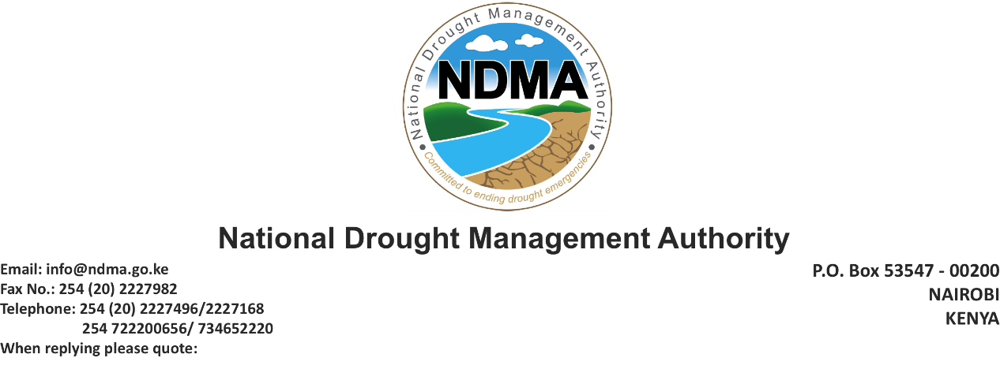 National Drought Management Authority
NDMA
Committed to ending drought emergencies
National Drought Management Authority
Email: info@ndma.go.ke
Fax No.: 254 (20) 2227982
Telephone: 254 (20) 2227496/2227168
254 722200656/ 734652220
When replying please quote:
P.O. Box 53547 - 00200
NAIROBI
KENYA